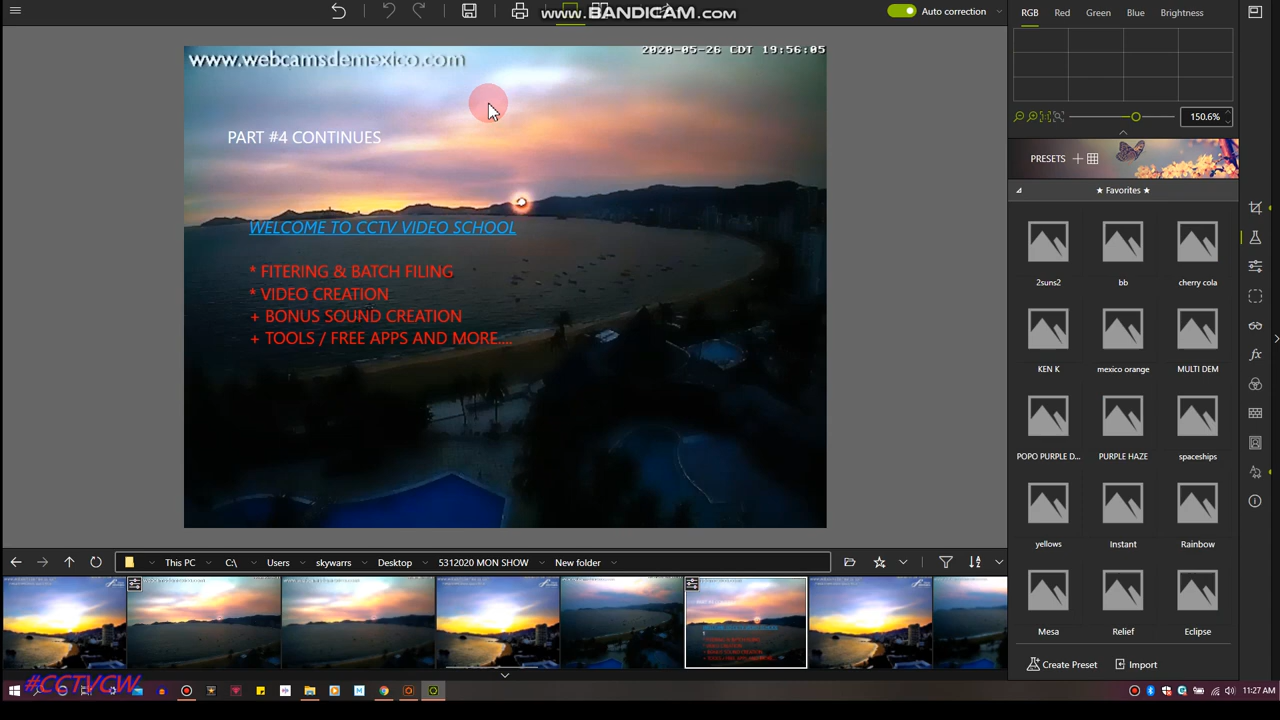 www.BANDICAM.com
Auto correction
RGB Red Green Blue Brightness
www.webcamsdemexico.com
2020-05-26 CDT 19:56:05
150.6%
PART #4 CONTINUES
PRESETS
★ Favorites ★
WELCOME TO CCTV VIDEO SCHOOL
* FITERING & BATCH FILING
* VIDEO CREATION
+ BONUS SOUND CREATION
+ TOOLS / FREE APPS AND MORE....
2suns2 bb cherry cola
KEN K mexico orange MULTI DEM
POPO PURPLE D... PURPLE HAZE spaceships
yellows Instant Rainbow
Mesa Relief Eclipse
This PC C:\ Users skywarrs Desktop 5312020 MON SHOW New folder
Create Preset Import
#CCTVCW
11:27 AM